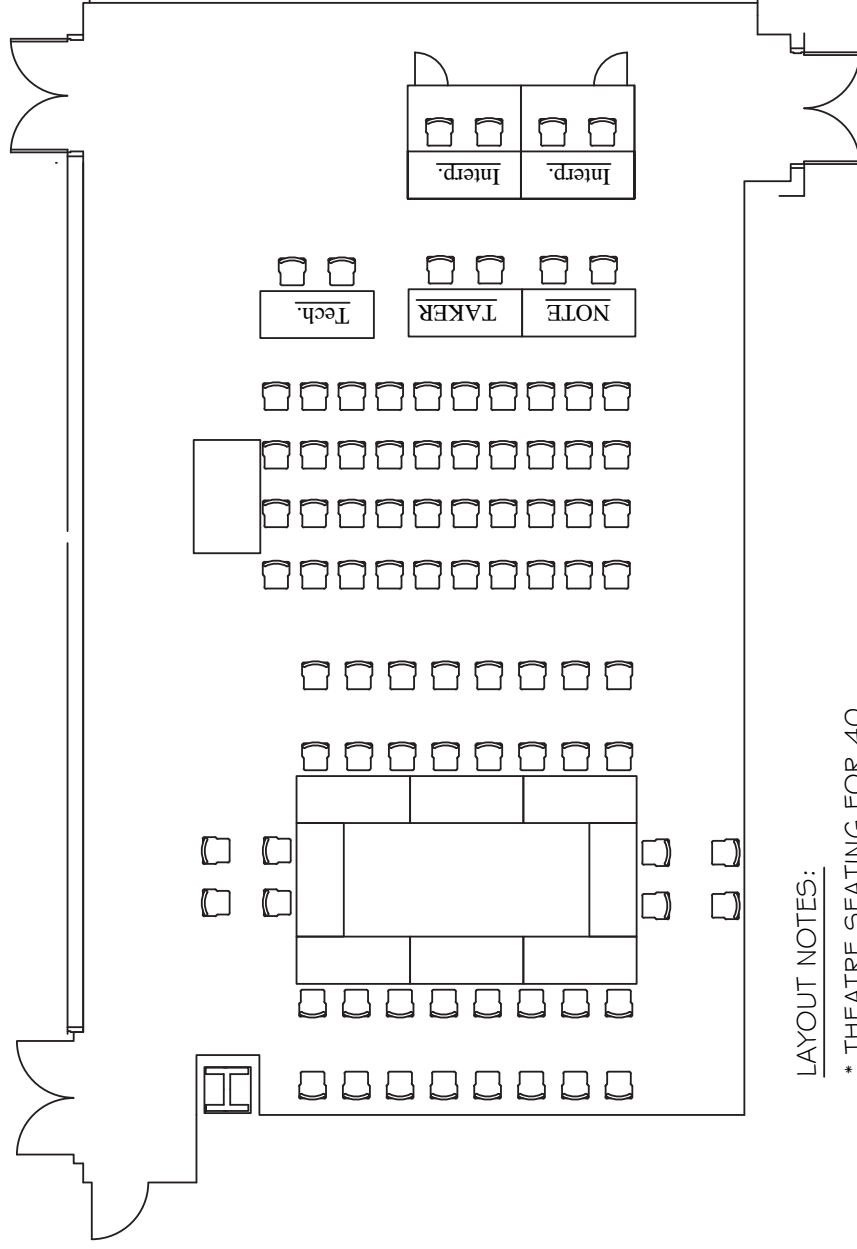 Interp.
Interp.
Tech.
TAKER
NOTE
LAYOUT NOTES:
* THEATRE SEATING FOR 40